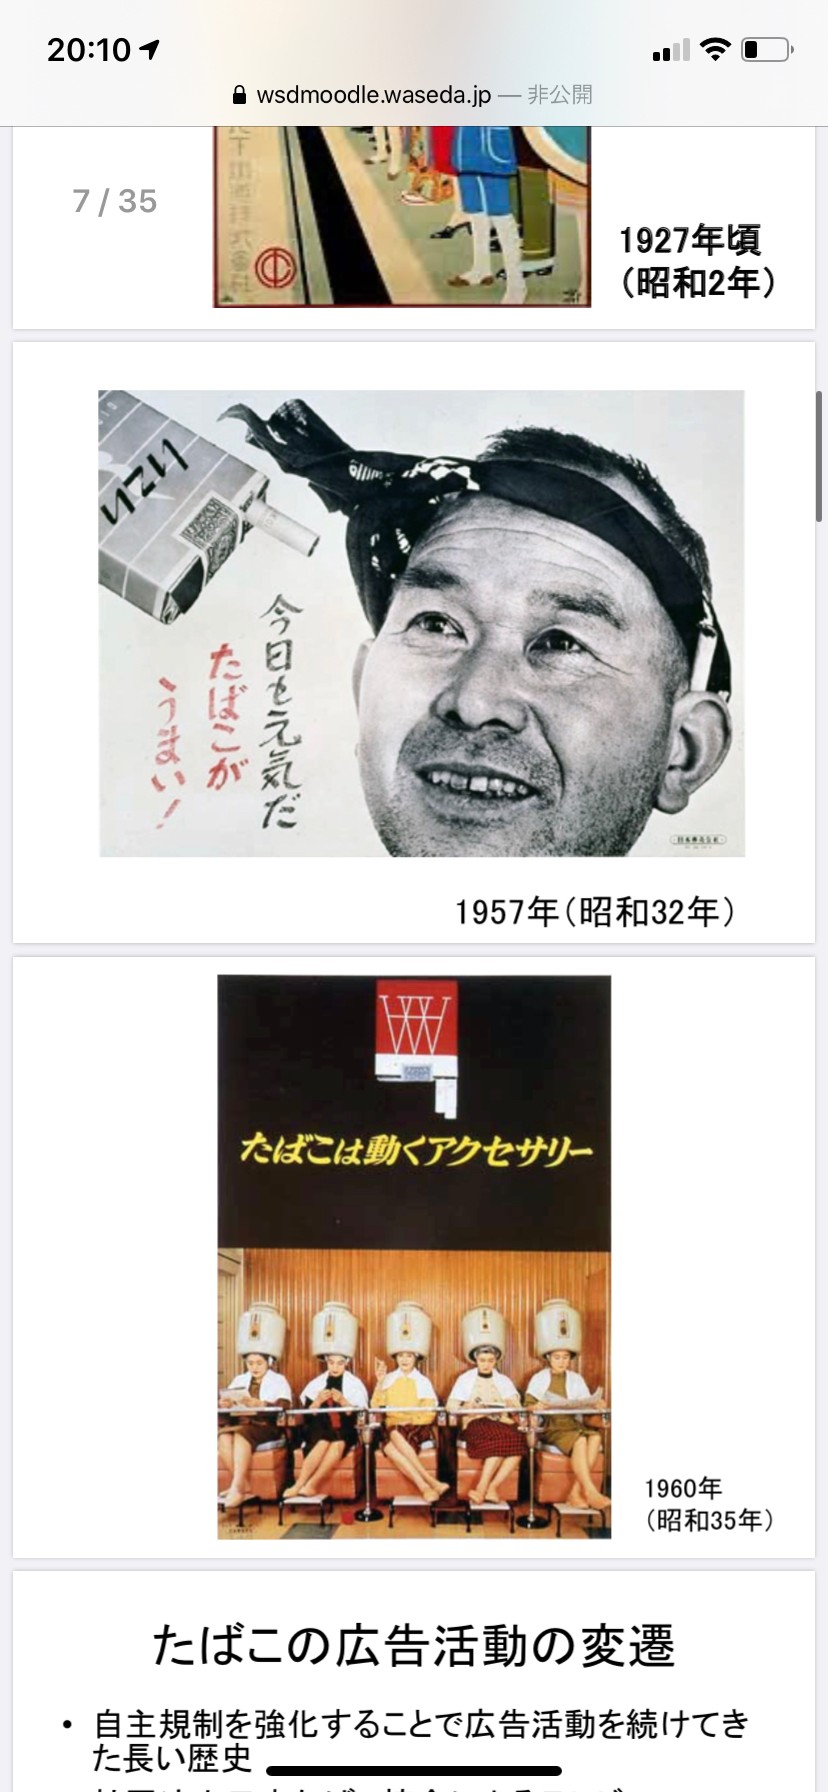 20:10
wsdmoodle.waseda.jp — 非公開
7 / 35
1927年頃
（昭和2年）
いこい
今日も元気だ
たばこが
うまい！
1957年（昭和32年）
たばこは動くアクセサリー
1960年
（昭和35年）
たばこの広告活動の変遷
• 自主規制を強化することで広告活動を続けてき
た長い歴史